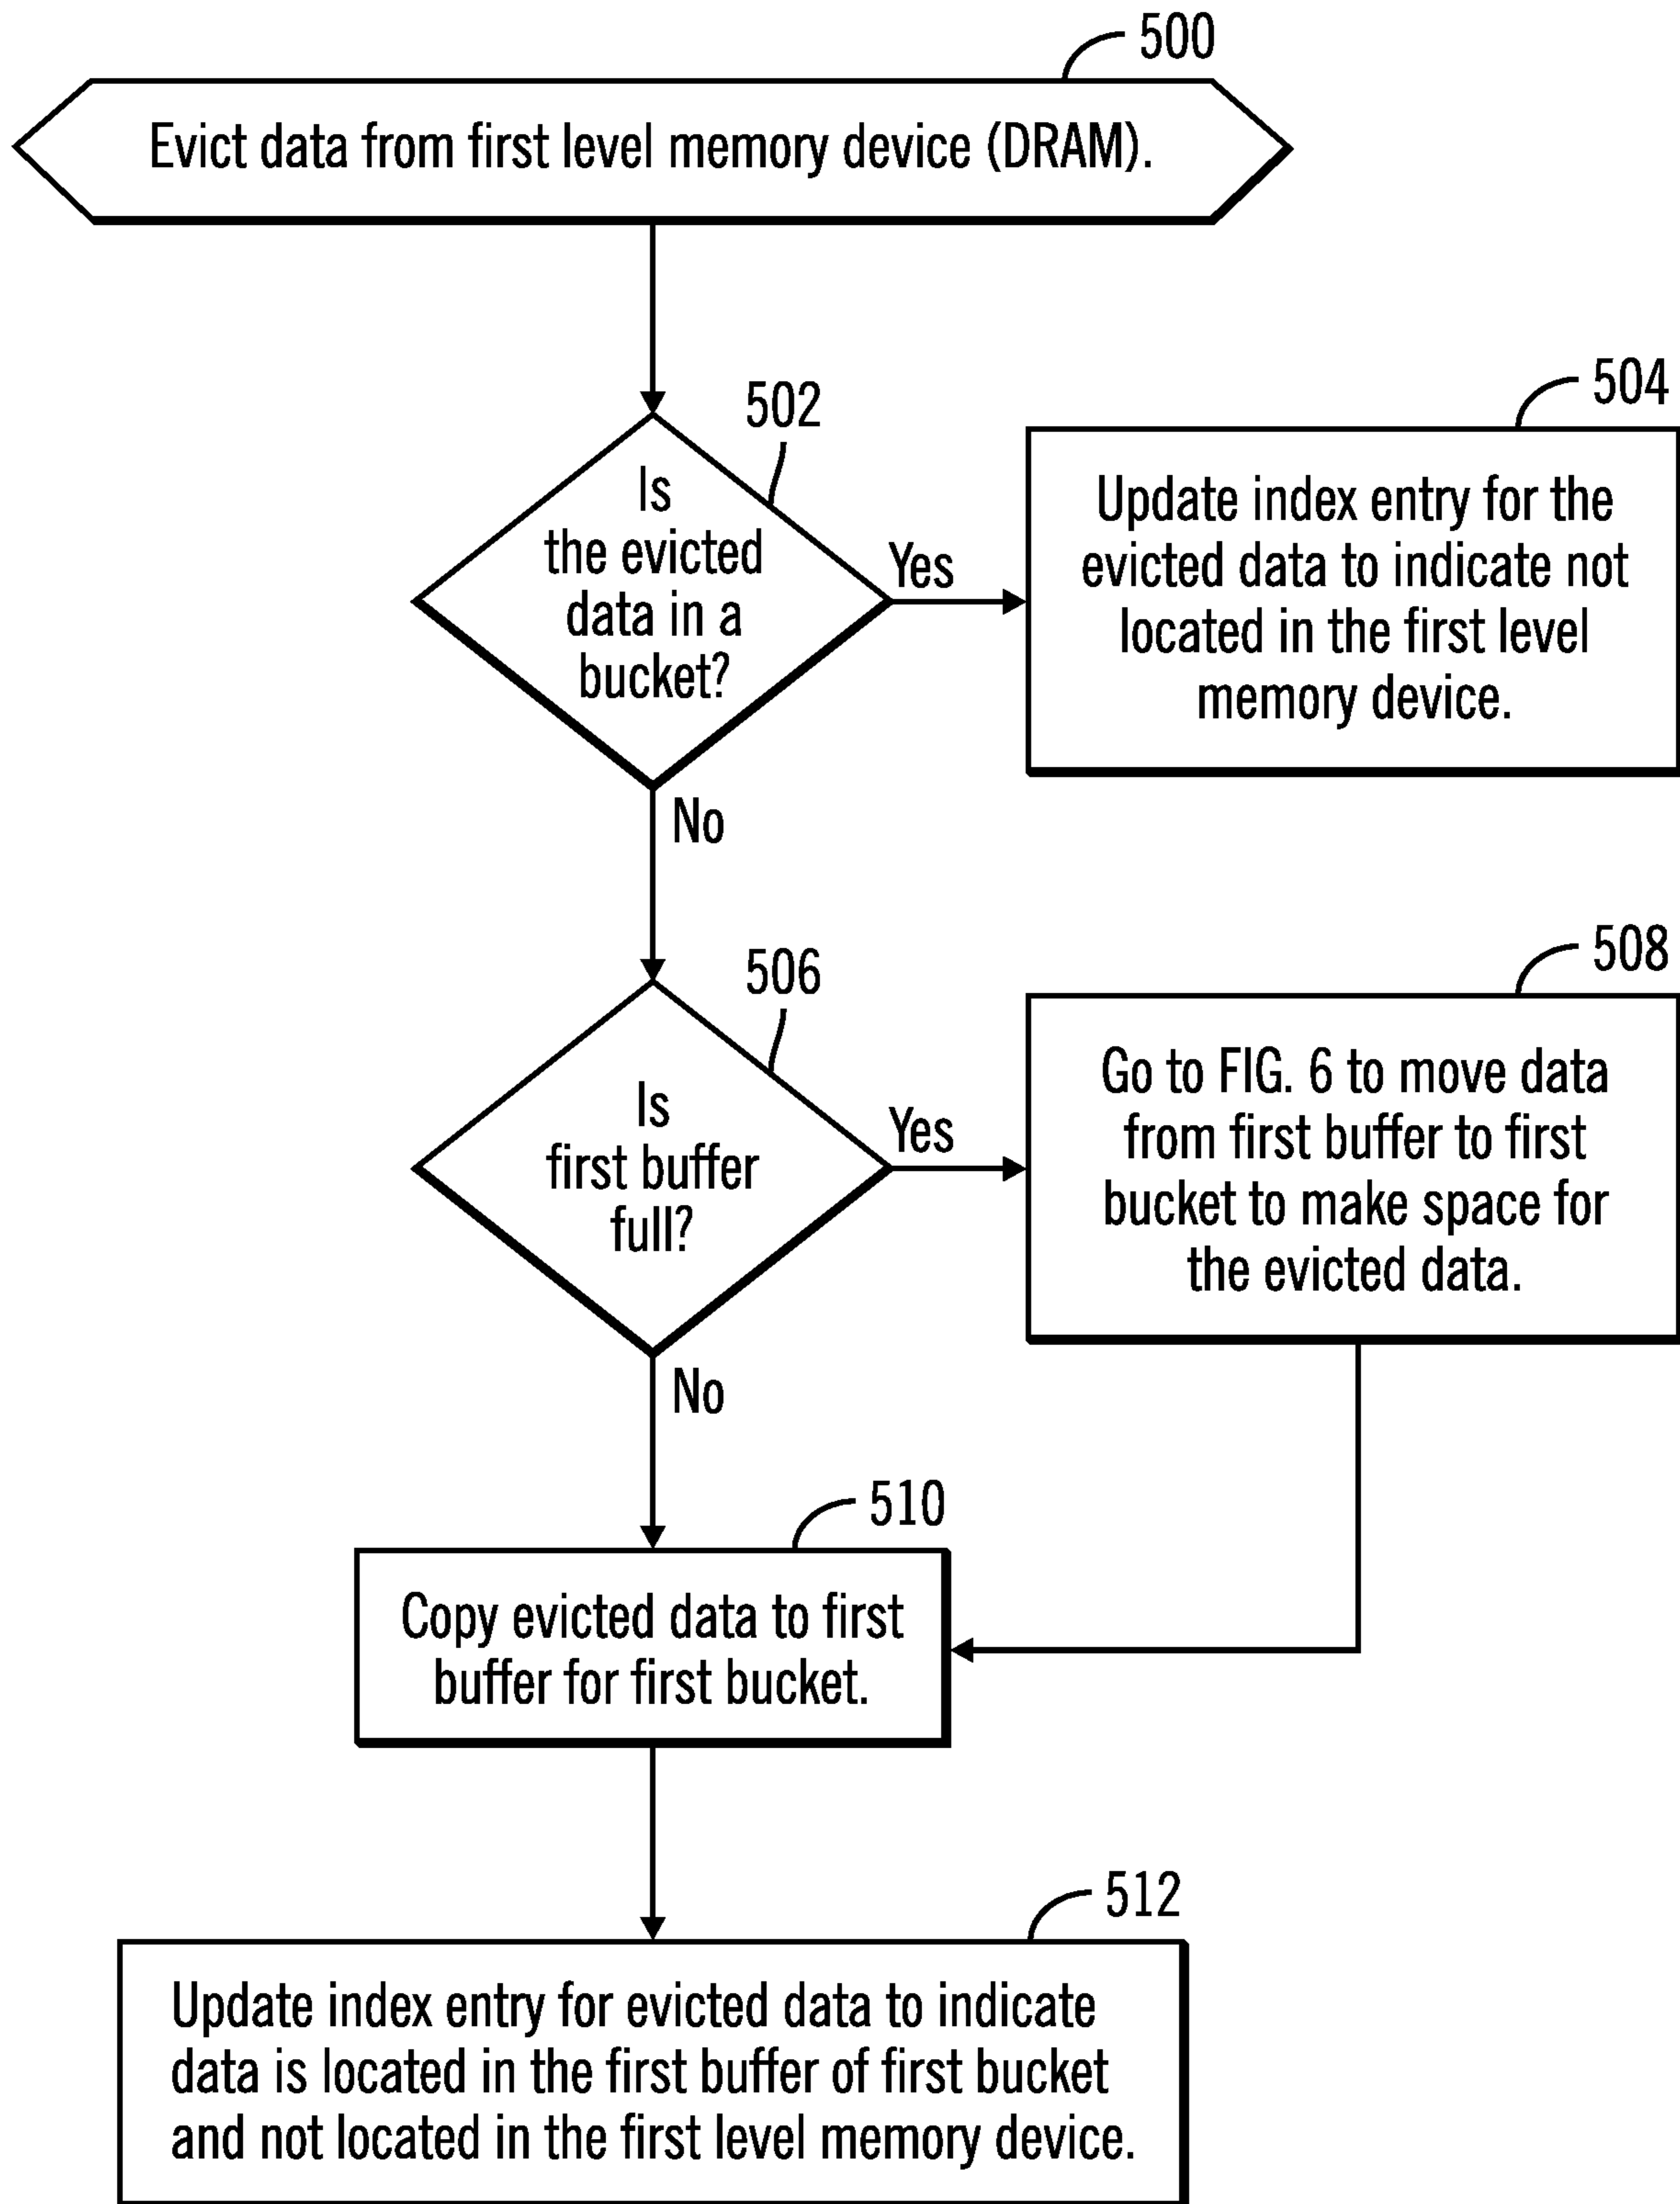 500
Evict data from first level memory device (DRAM).
502
Is
the evicted
data in a
bucket?
Yes
No
504
Update index entry for the
evicted data to indicate not
located in the first level
memory device.
506
Is
first buffer
full?
Yes
No
508
Go to FIG. 6 to move data
from first buffer to first
bucket to make space for
the evicted data.
510
Copy evicted data to first
buffer for first bucket.
512
Update index entry for evicted data to indicate
data is located in the first buffer of first bucket
and not located in the first level memory device.